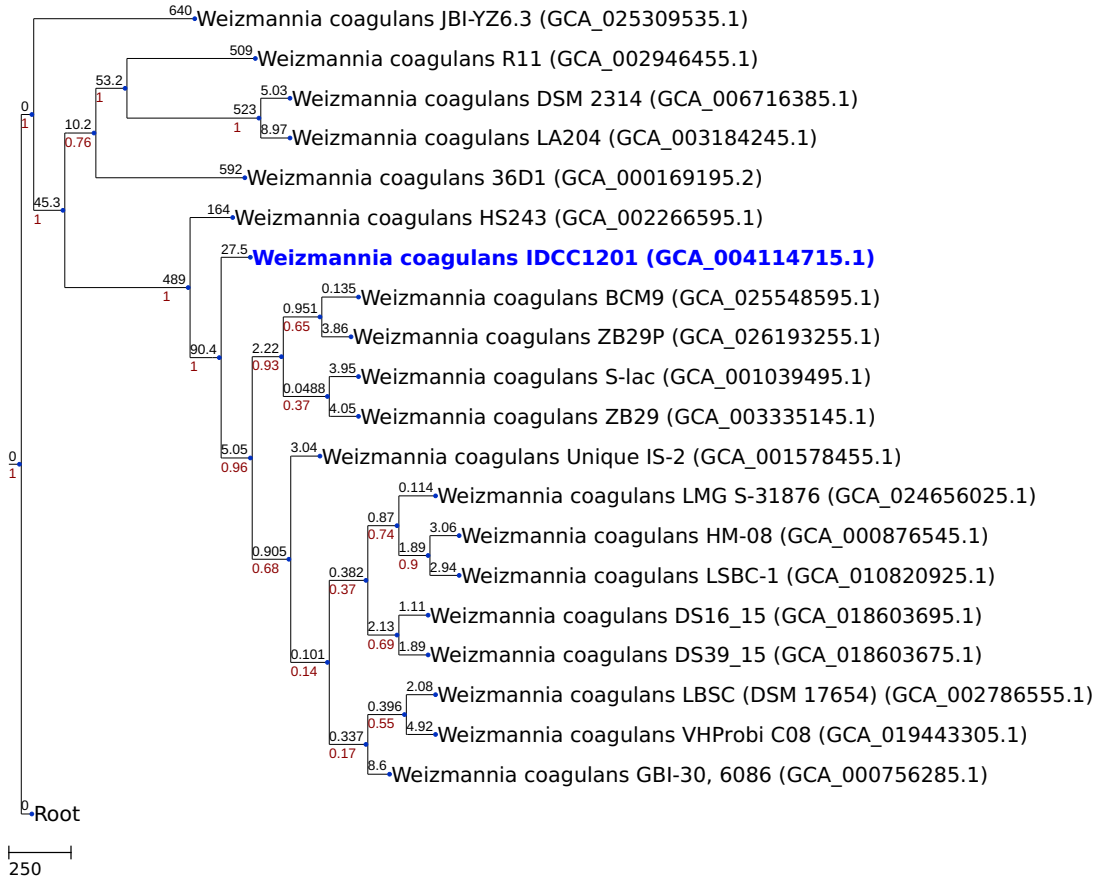 640
Weizmannia coagulans JBI-YZ6.3 (GCA_025309535.1)
509
Weizmannia coagulans R11 (GCA_002946455.1)
53.2
1
5.03
Weizmannia coagulans DSM 2314 (GCA_006716385.1)
0
1
523
1
10.2
0.76
8.97
Weizmannia coagulans LA204 (GCA_003184245.1)
592
Weizmannia coagulans 36D1 (GCA_000169195.2)
45.3
1
164
Weizmannia coagulans HS243 (GCA_002266595.1)
27.5
Weizmannia coagulans IDCC1201 (GCA_004114715.1)
489
1
0.135
Weizmannia coagulans BCM9 (GCA_025548595.1)
0.951
0.65
3.86
Weizmannia coagulans ZB29P (GCA_026193255.1)
90.4
1
2.22
0.93
3.95
Weizmannia coagulans S-lac (GCA_001039495.1)
0.0488
0.37
4.05
Weizmannia coagulans ZB29 (GCA_003335145.1)
5.05
0.96
3.04
Weizmannia coagulans Unique IS-2 (GCA_001578455.1)
0
1
0.114
Weizmannia coagulans LMG S-31876 (GCA_024656025.1)
0.87
0.74
3.06
Weizmannia coagulans HM-08 (GCA_000876545.1)
0.905
0.68
1.89
0.9
2.94
Weizmannia coagulans LSBC-1 (GCA_010820925.1)
0.382
0.37
1.11
Weizmannia coagulans DS16_15 (GCA_018603695.1)
2.13
0.69
1.89
Weizmannia coagulans DS39_15 (GCA_018603675.1)
0.101
0.14
2.08
Weizmannia coagulans LBSC (DSM 17654) (GCA_002786555.1)
0.396
0.55
4.92
Weizmannia coagulans VHProbi C08 (GCA_019443305.1)
0.337
0.17
8.6
Weizmannia coagulans GBI-30, 6086 (GCA_000756285.1)
0
Root
250